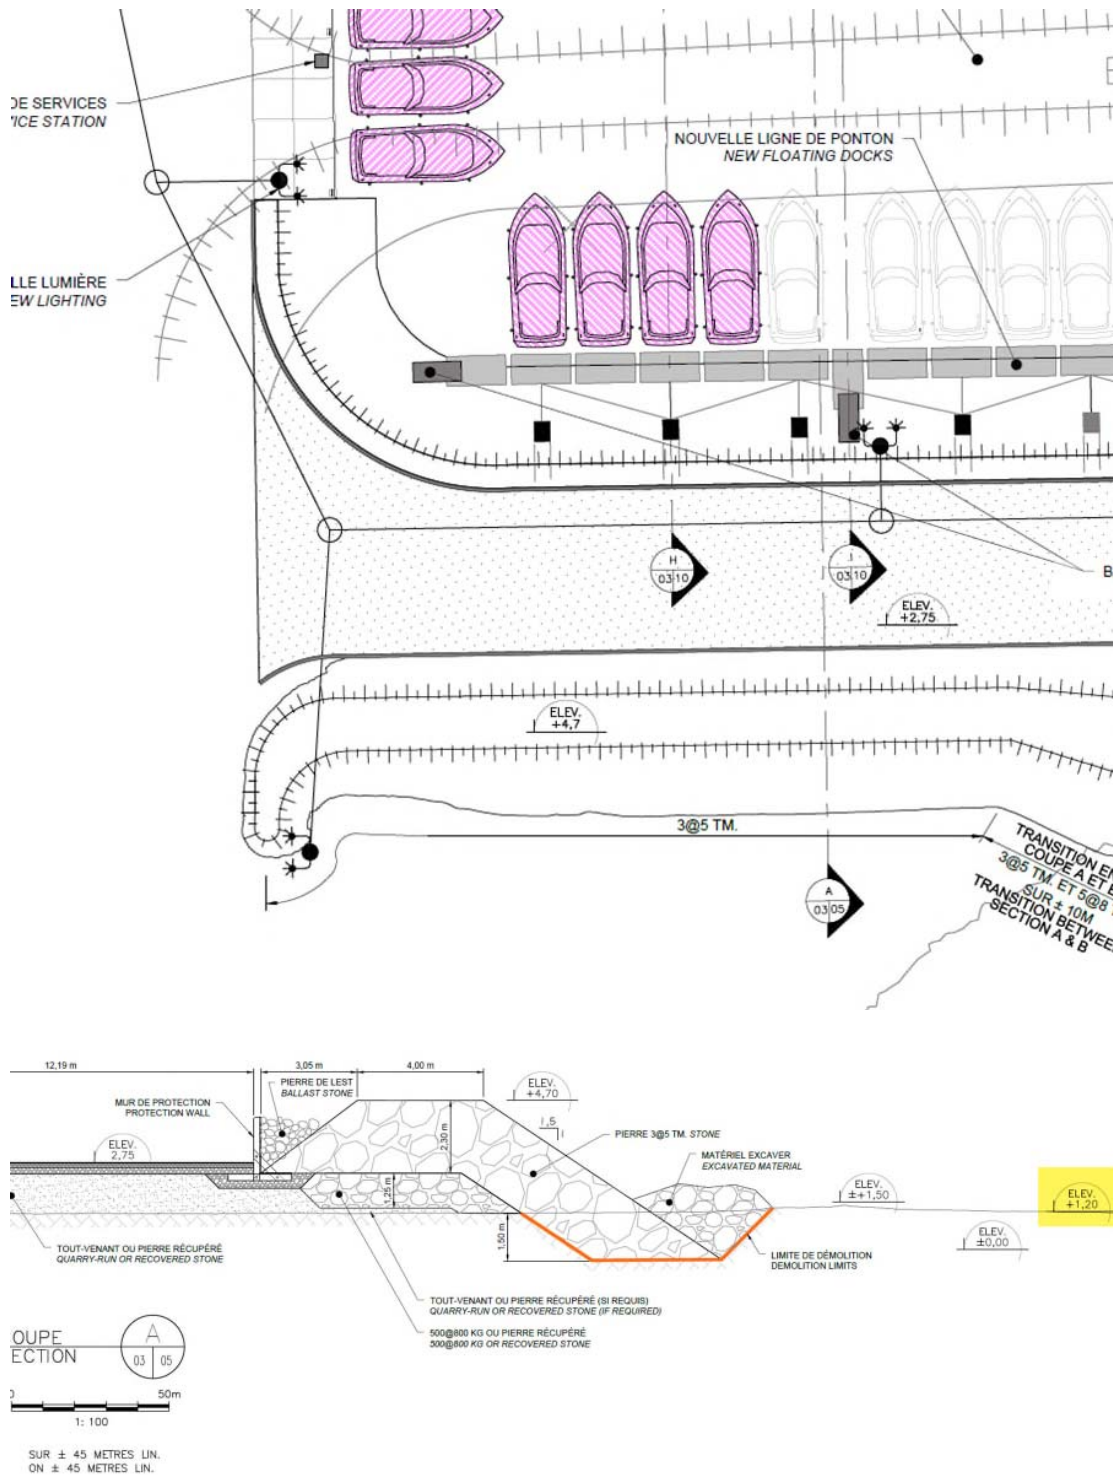 DE SERVICES
ICE STATION
NOUVELLE LIGNE DE PONTON
NEW FLOATING DOCKS
LLE LUMIÈRE
EW LIGHTING
H
03 10
03 10
B
ELEV.
+2,75
ELEV.
+4,7
3@5 TM.
A
03 05
TRANSITION EN
COUPE A ET
3@5 TM. ET 5@8
SUR ± 10M
TRANSITION BETWEE
SECTION A & B
12,19 m
3,05 m
4,00 m
PIERRE DE LEST
BALLAST STONE
MUR DE PROTECTION
PROTECTION WALL
ELEV.
2,75
ELEV.
+4,70
1,5
1
2,30 m
PIERRE 3@5 TM. STONE
MATÉRIEL EXCAVER
EXCAVATED MATERIAL
1,25 m
ELEV.
±+1,50
ELEV.
+1,20
ELEV.
±0,00
1,50 m
TOUT-VENANT OU PIERRE RÉCUPÉRÉ
QUARRY-RUN OR RECOVERED STONE
LIMITE DE DÉMOLITION
DEMOLITION LIMITS
TOUT-VENANT OU PIERRE RÉCUPÉRÉ (SI REQUIS)
QUARRY-RUN OR RECOVERED STONE (IF REQUIRED)
500@800 KG OU PIERRE RÉCUPÉRÉ
500@800 KG OR RECOVERED STONE
OUPE
ECTION
A
03 05
0
50m
1: 100
SUR ± 45 METRES LIN.
ON ± 45 METRES LIN.